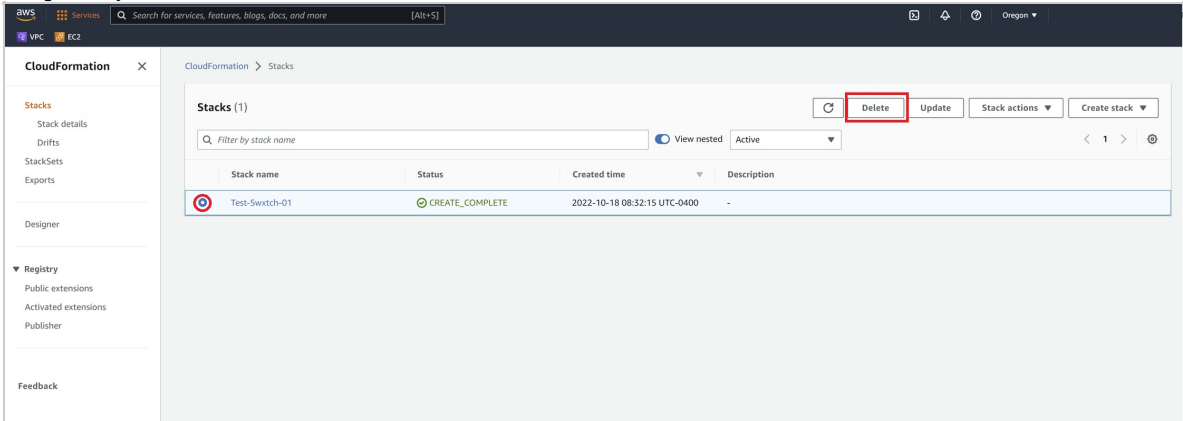 aws Services Search for services, features, blogs, docs, and more [Alt+S] Oregon ▼
VPC EC2
CloudFormation
CloudFormation > Stacks
Stacks
Stack details
Drifts
StackSets
Exports
Designer
▼ Registry
Public extensions
Activated extensions
Publisher
Feedback
Stacks (1)
Delete Update Stack actions ▼ Create stack ▼
Filter by stack name View nested Active ▼ < 1 >
Stack name Status Created time ▼ Description
Test-Swxtch-01 CREATE_COMPLETE 2022-10-18 08:32:15 UTC-0400 -